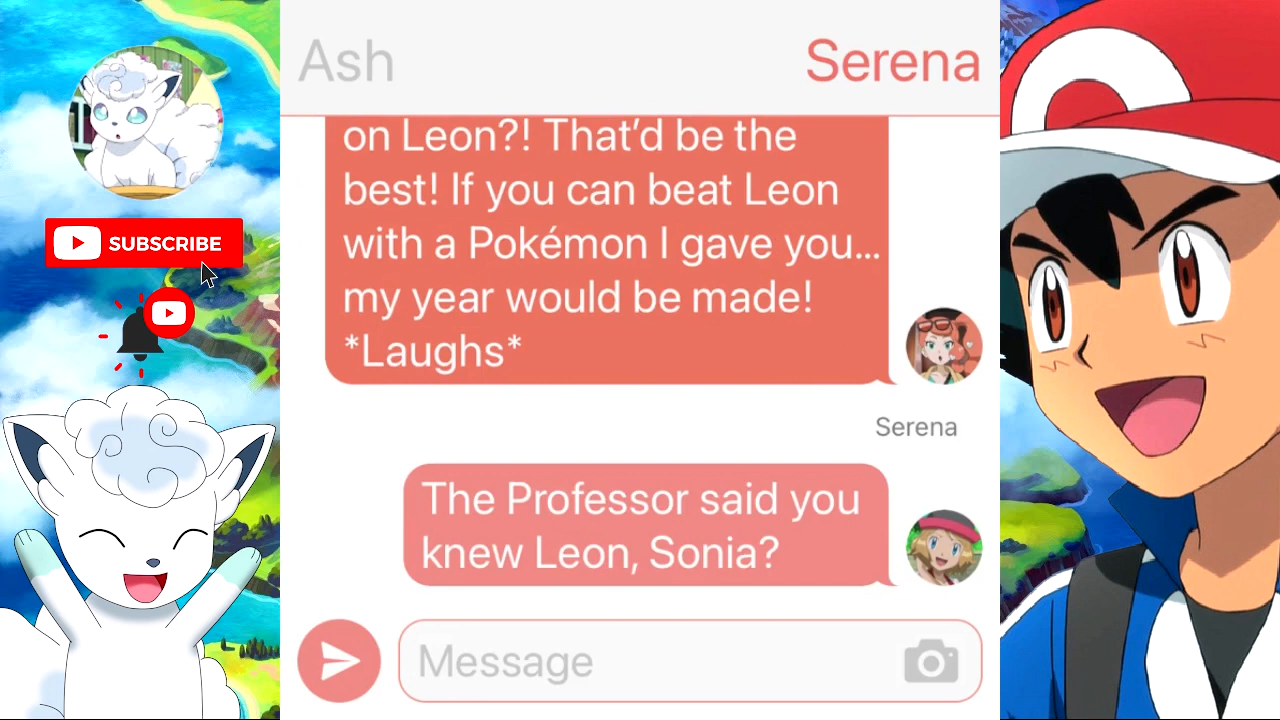 Ash
Serena
on Leon?! That’d be the
best! If you can beat Leon
with a Pokémon I gave you...
my year would be made!
*Laughs*
Serena
The Professor said you
knew Leon, Sonia?
Message
SUBSCRIBE